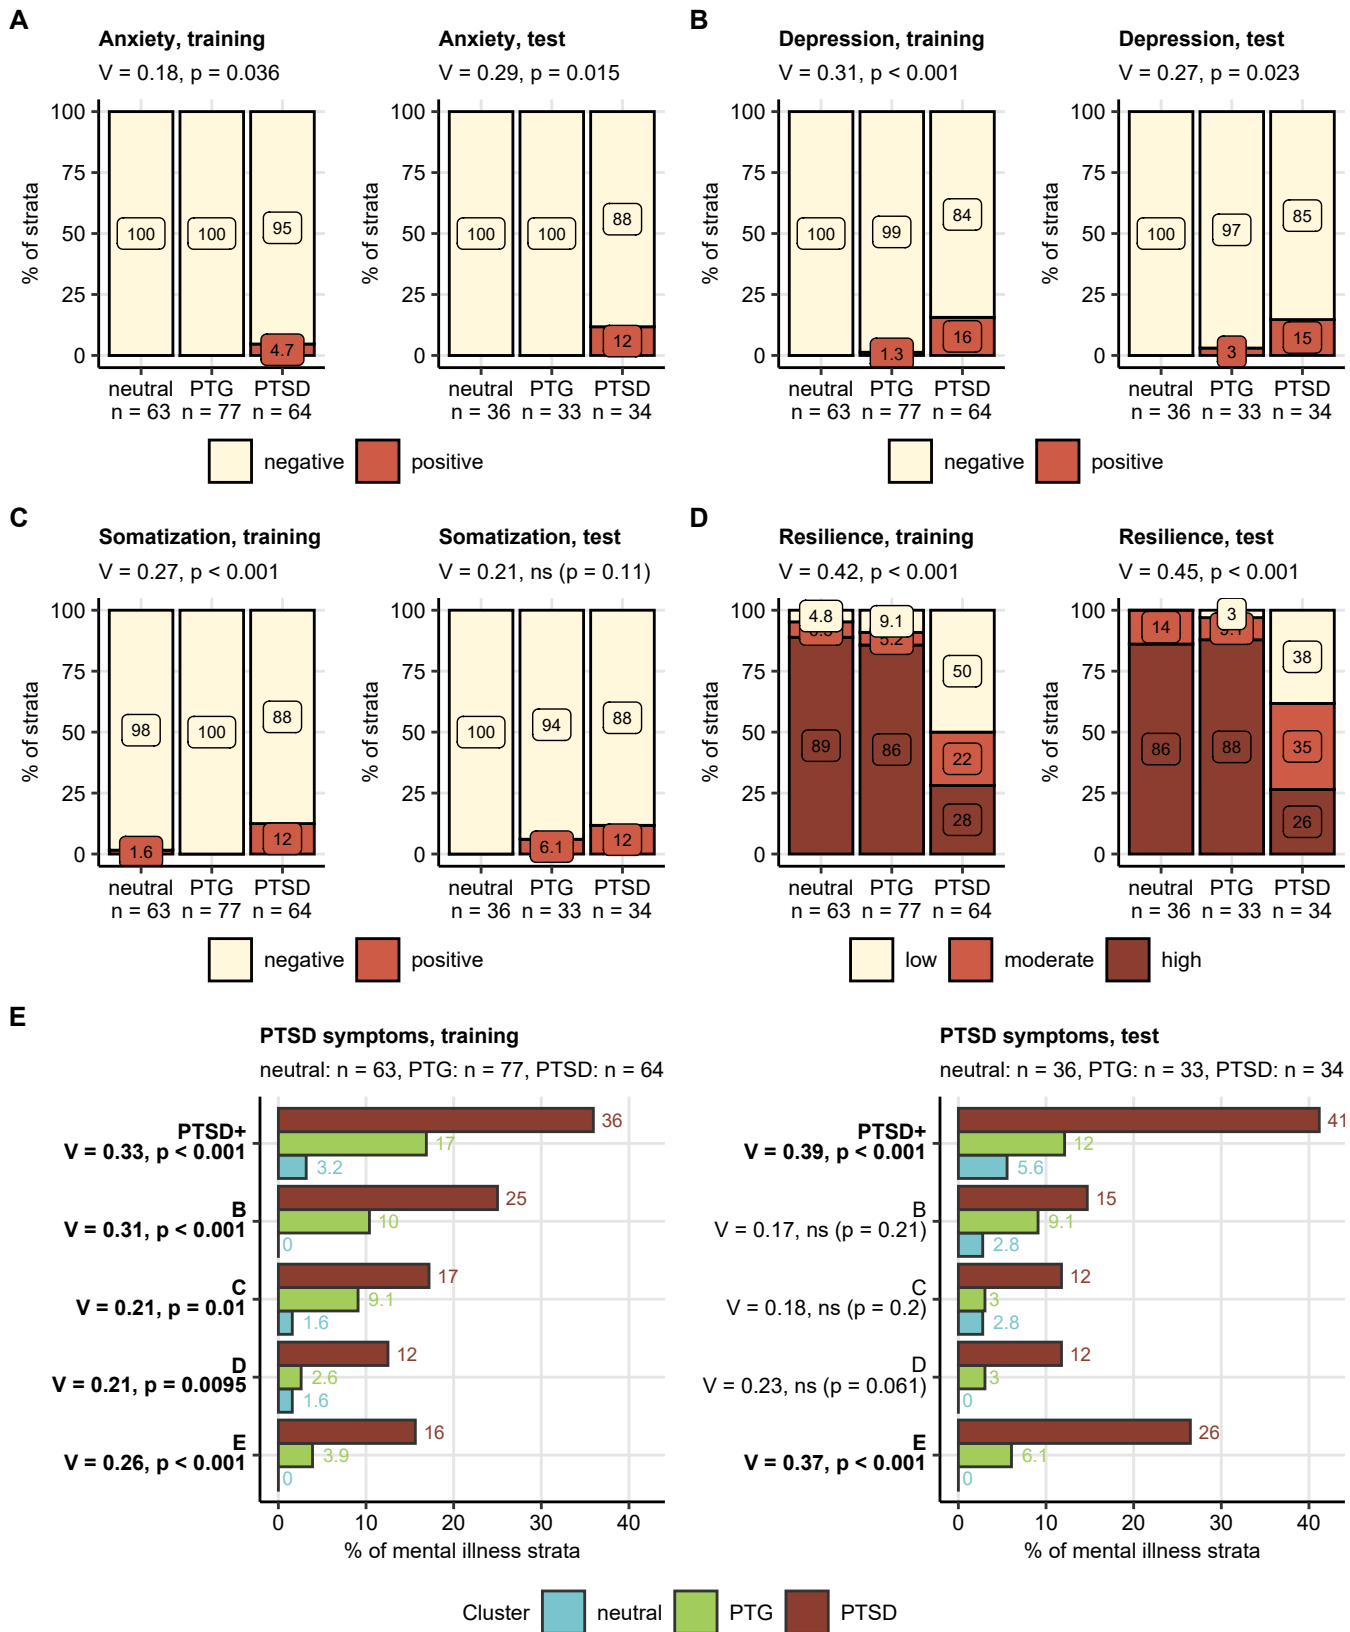 A
Anxiety, training
V = 0.18, p = 0.036
% of strata
100
75
50
25
0
100
100
95
4.7
neutral
n = 63
PTG
n = 77
PTSD
n = 64
Anxiety, test
V = 0.29, p = 0.015
% of strata
100
75
50
25
0
100
100
88
12
neutral
n = 36
PTG
n = 33
PTSD
n = 34
negative
positive
B
Depression, training
V = 0.31, p < 0.001
% of strata
100
75
50
25
0
100
99
1.3
84
16
neutral
n = 63
PTG
n = 77
PTSD
n = 64
Depression, test
V = 0.27, p = 0.023
% of strata
100
75
50
25
0
100
97
3
85
15
neutral
n = 36
PTG
n = 33
PTSD
n = 34
negative
positive
C
Somatization, training
V = 0.27, p < 0.001
% of strata
100
75
50
25
0
98
1.6
100
88
12
neutral
n = 63
PTG
n = 77
PTSD
n = 64
Somatization, test
V = 0.21, ns (p = 0.11)
% of strata
100
75
50
25
0
100
94
6.1
88
12
neutral
n = 36
PTG
n = 33
PTSD
n = 34
negative
positive
D
Resilience, training
V = 0.42, p < 0.001
% of strata
100
75
50
25
0
4.8
89
9.1
5.2
86
50
22
28
neutral
n = 63
PTG
n = 77
PTSD
n = 64
Resilience, test
V = 0.45, p < 0.001
% of strata
100
75
50
25
0
14
86
3
9.1
88
38
35
26
neutral
n = 36
PTG
n = 33
PTSD
n = 34
low
moderate
high
E
PTSD symptoms, training
neutral: n = 63, PTG: n = 77, PTSD: n = 64
PTSD+
V = 0.33, p < 0.001
36
17
3.2
B
V = 0.31, p < 0.001
25
10
0
C
V = 0.21, p = 0.01
17
9.1
1.6
D
V = 0.21, p = 0.0095
12
2.6
1.6
E
V = 0.26, p < 0.001
16
3.9
0
0
10
20
30
40
% of mental illness strata
PTSD symptoms, test
neutral: n = 36, PTG: n = 33, PTSD: n = 34
PTSD+
V = 0.39, p < 0.001
41
12
5.6
B
V = 0.17, ns (p = 0.21)
15
9.1
2.8
C
V = 0.18, ns (p = 0.2)
12
3
2.8
D
V = 0.23, ns (p = 0.061)
12
3
0
E
V = 0.37, p < 0.001
26
6.1
0
0
10
20
30
40
% of mental illness strata
Cluster
neutral
PTG
PTSD